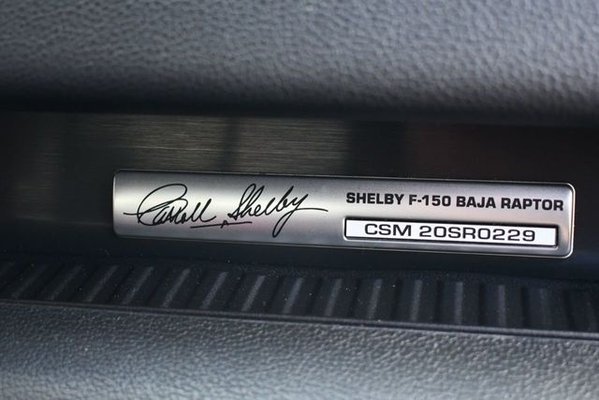 Carroll Shelby
SHELBY F-150 BAJA RAPTOR
CSM 20SR0229